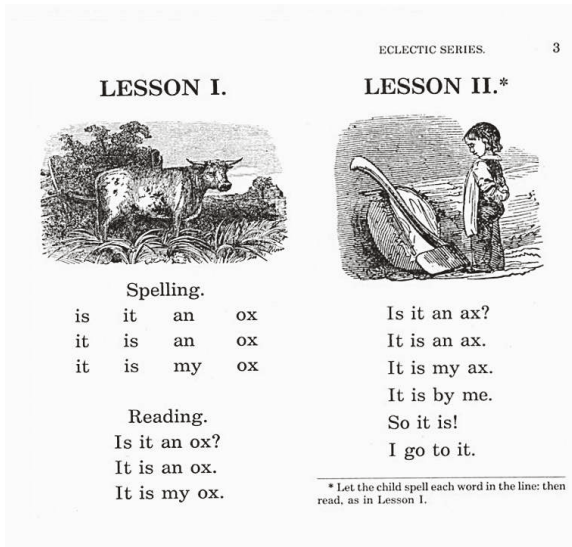 LESSON I.
Spelling.
is it an ox
it is an ox
it is my ox
Reading.
Is it an ox?
It is an ox.
It is my ox.
ECLECTIC SERIES. 3
LESSON II.*
Is it an ax?
It is an ax.
It is my ax.
It is by me.
So it is!
I go to it.
* Let the child spell each word in the line: then
read, as in Lesson I.